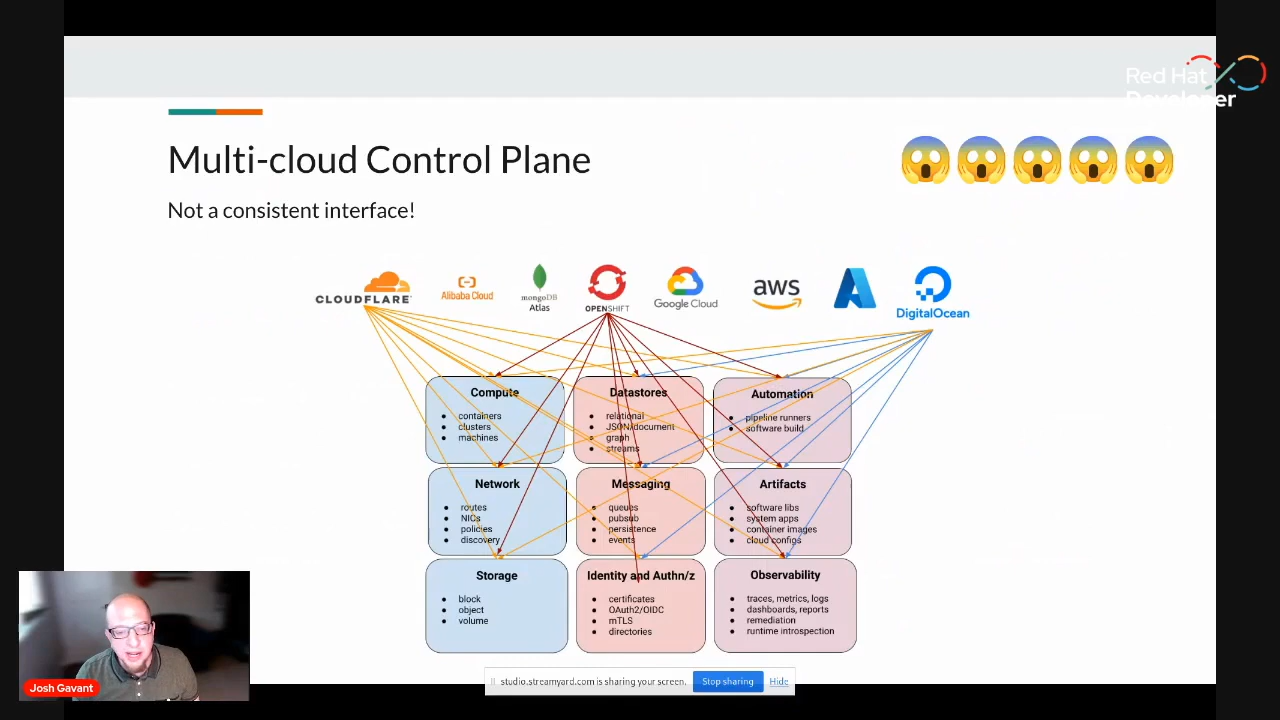 Red Hat
Developer
Multi-cloud Control Plane
Not a consistent interface!
CLOUDFLARE
Alibaba Cloud
mongoDB
Atlas
OPENSHIFT
Google Cloud
aws
DigitalOcean
Compute
● containers
● clusters
● machines
Datastores
● relational
● JSON/document
● graph
● streams
Automation
● pipeline runners
● software build
Network
● routes
● NICs
● policies
● discovery
Messaging
● queues
● pubsub
● persistence
● events
Artifacts
● software libs
● system apps
● container images
● cloud configs
Storage
● block
● object
● volume
Identity and Authn/z
● certificates
● OAuth2/OIDC
● mTLS
● directories
Observability
● traces, metrics, logs
● dashboards, reports
● remediation
● runtime introspection
Josh Gavant
studio.streamyard.com is sharing your screen.
Stop sharing
Hide